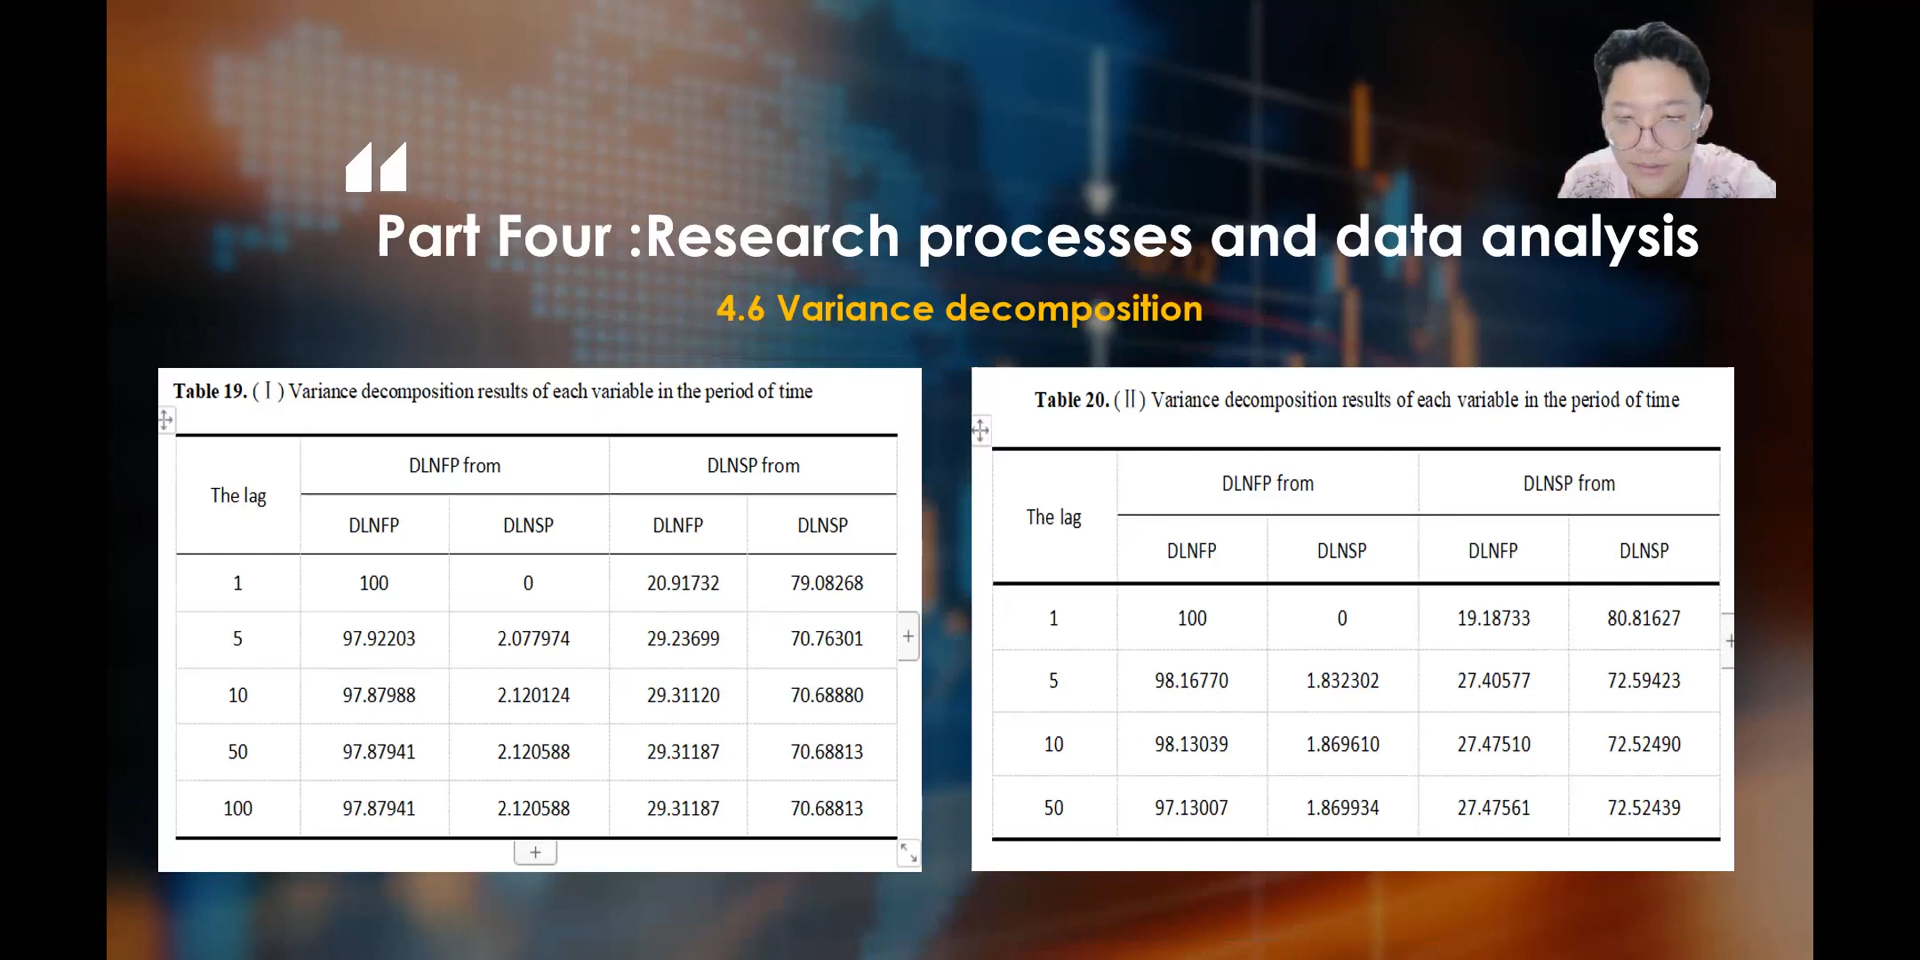 Part Four :Research processes and data analysis
4.6 Variance decomposition
Table 19. (Ⅰ) Variance decomposition results of each variable in the period of time
The lag DLNFP from DLNSP from
DLNFP DLNSP DLNFP DLNSP
1 100 0 20.91732 79.08268
5 97.92203 2.077974 29.23699 70.76301
10 97.87988 2.120124 29.31120 70.68880
50 97.87941 2.120588 29.31187 70.68813
100 97.87941 2.120588 29.31187 70.68813
Table 20. (Ⅱ) Variance decomposition results of each variable in the period of time
The lag DLNFP from DLNSP from
DLNFP DLNSP DLNFP DLNSP
1 100 0 19.18733 80.81627
5 98.16770 1.832302 27.40577 72.59423
10 98.13039 1.869610 27.47510 72.52490
50 97.13007 1.869934 27.47561 72.52439